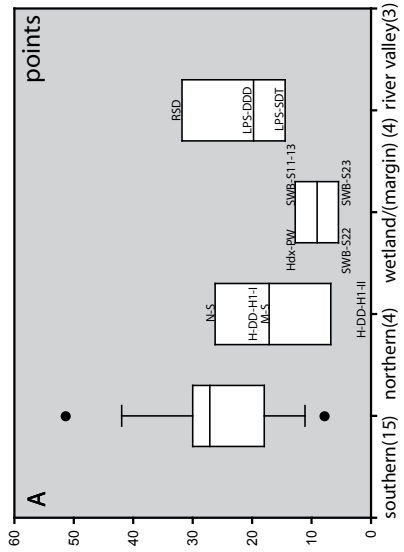 A
points
60
50
40
30
20
10
0
N-S
H-DD-H1-I
M-S
H-DD-H1-II
Hdx-PW
SWB-S11-13
SWB-S22
SWB-S23
RSD
LPS-DDD
LPS-SDT
southern(15) northern(4) wetland/(margin) (4) river valley(3)